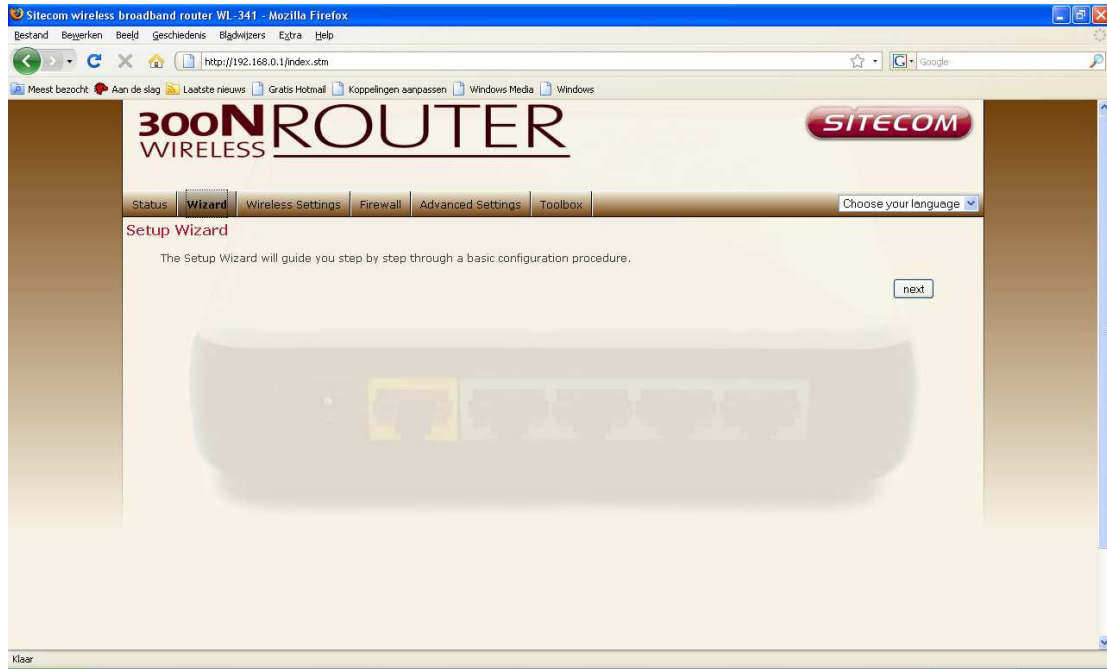 Sitecom wireless broadband router WL-341 - Mozilla Firefox
Bestand Bewerken Beeld Geschiedenis Bladwijzers Extra Help
http://192.168.0.1/index.stm
G Google
Meest bezocht Aan de slag Laatste nieuws Gratis Hotmail Koppelingen aanpassen Windows Media Windows
300N ROUTER
WIRELESS
SITECOM
Status Wizard Wireless Settings Firewall Advanced Settings Toolbox Choose your language
Setup Wizard
The Setup Wizard will guide you step by step through a basic configuration procedure.
next
Klaar